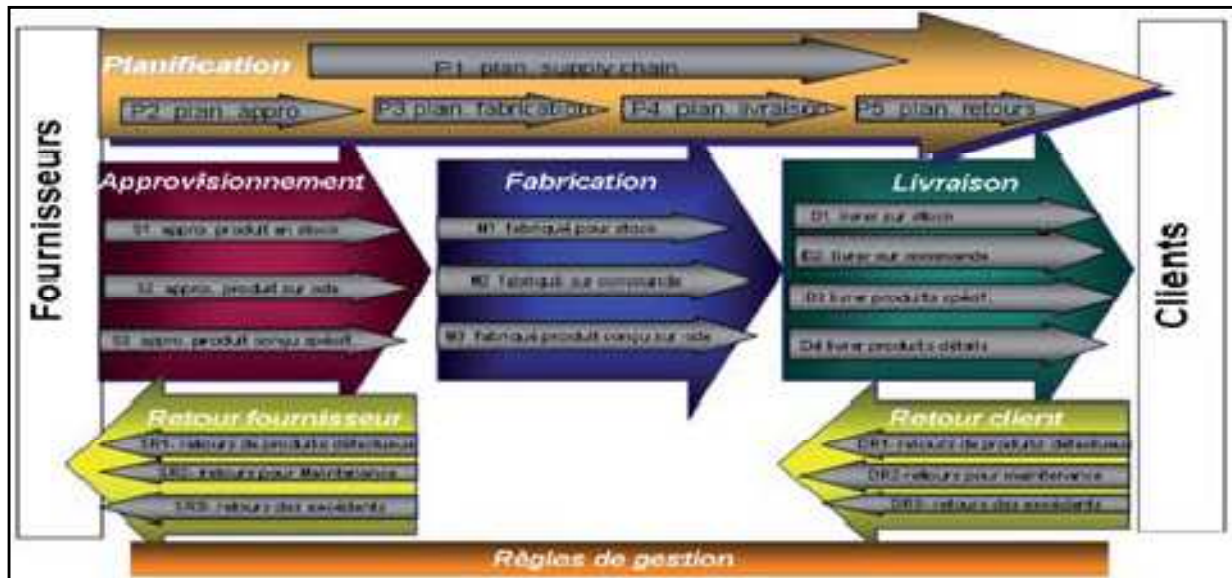 Fournisseurs
Planification
P1 plan. supply chain
P2 plan. appro.
P3 plan. fabrication
P4 plan. livraison
P5 plan. retours
Approvisionnement
S1 appro. produit en stock
S2 appro. produit sur cde
S3 appro. produit conçu spécif.
Fabrication
M1 fabriqué pour stock
M2 fabriqué sur commande
M3 fabriqué produit conçu sur cde
Livraison
D1 livrer sur stock
D2 livrer sur commande
D3 livrer produits spécif.
D4 livrer produits détails
Clients
Retour fournisseur
SR1- retours de produits défectueux
SR2- retours pour Maintenance
SR3- retours des excédents
Retour client
DR1- retours de produits défectueux
DR2 retours pour maintenance
DR3- retours des excédents
Règles de gestion